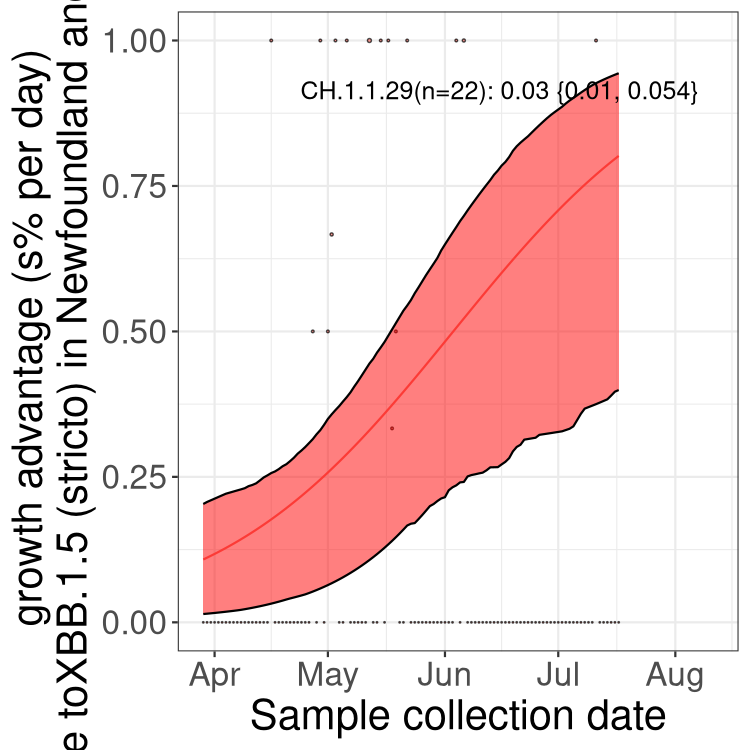 growth advantage (s% per day)
toXBB.1.5 (stricto) in Newfoundland
1.00
0.75
0.50
0.25
0.00
CH.1.1.29(n=22): 0.03 {0.01, 0.054}
Apr May Jun Jul Aug
Sample collection date